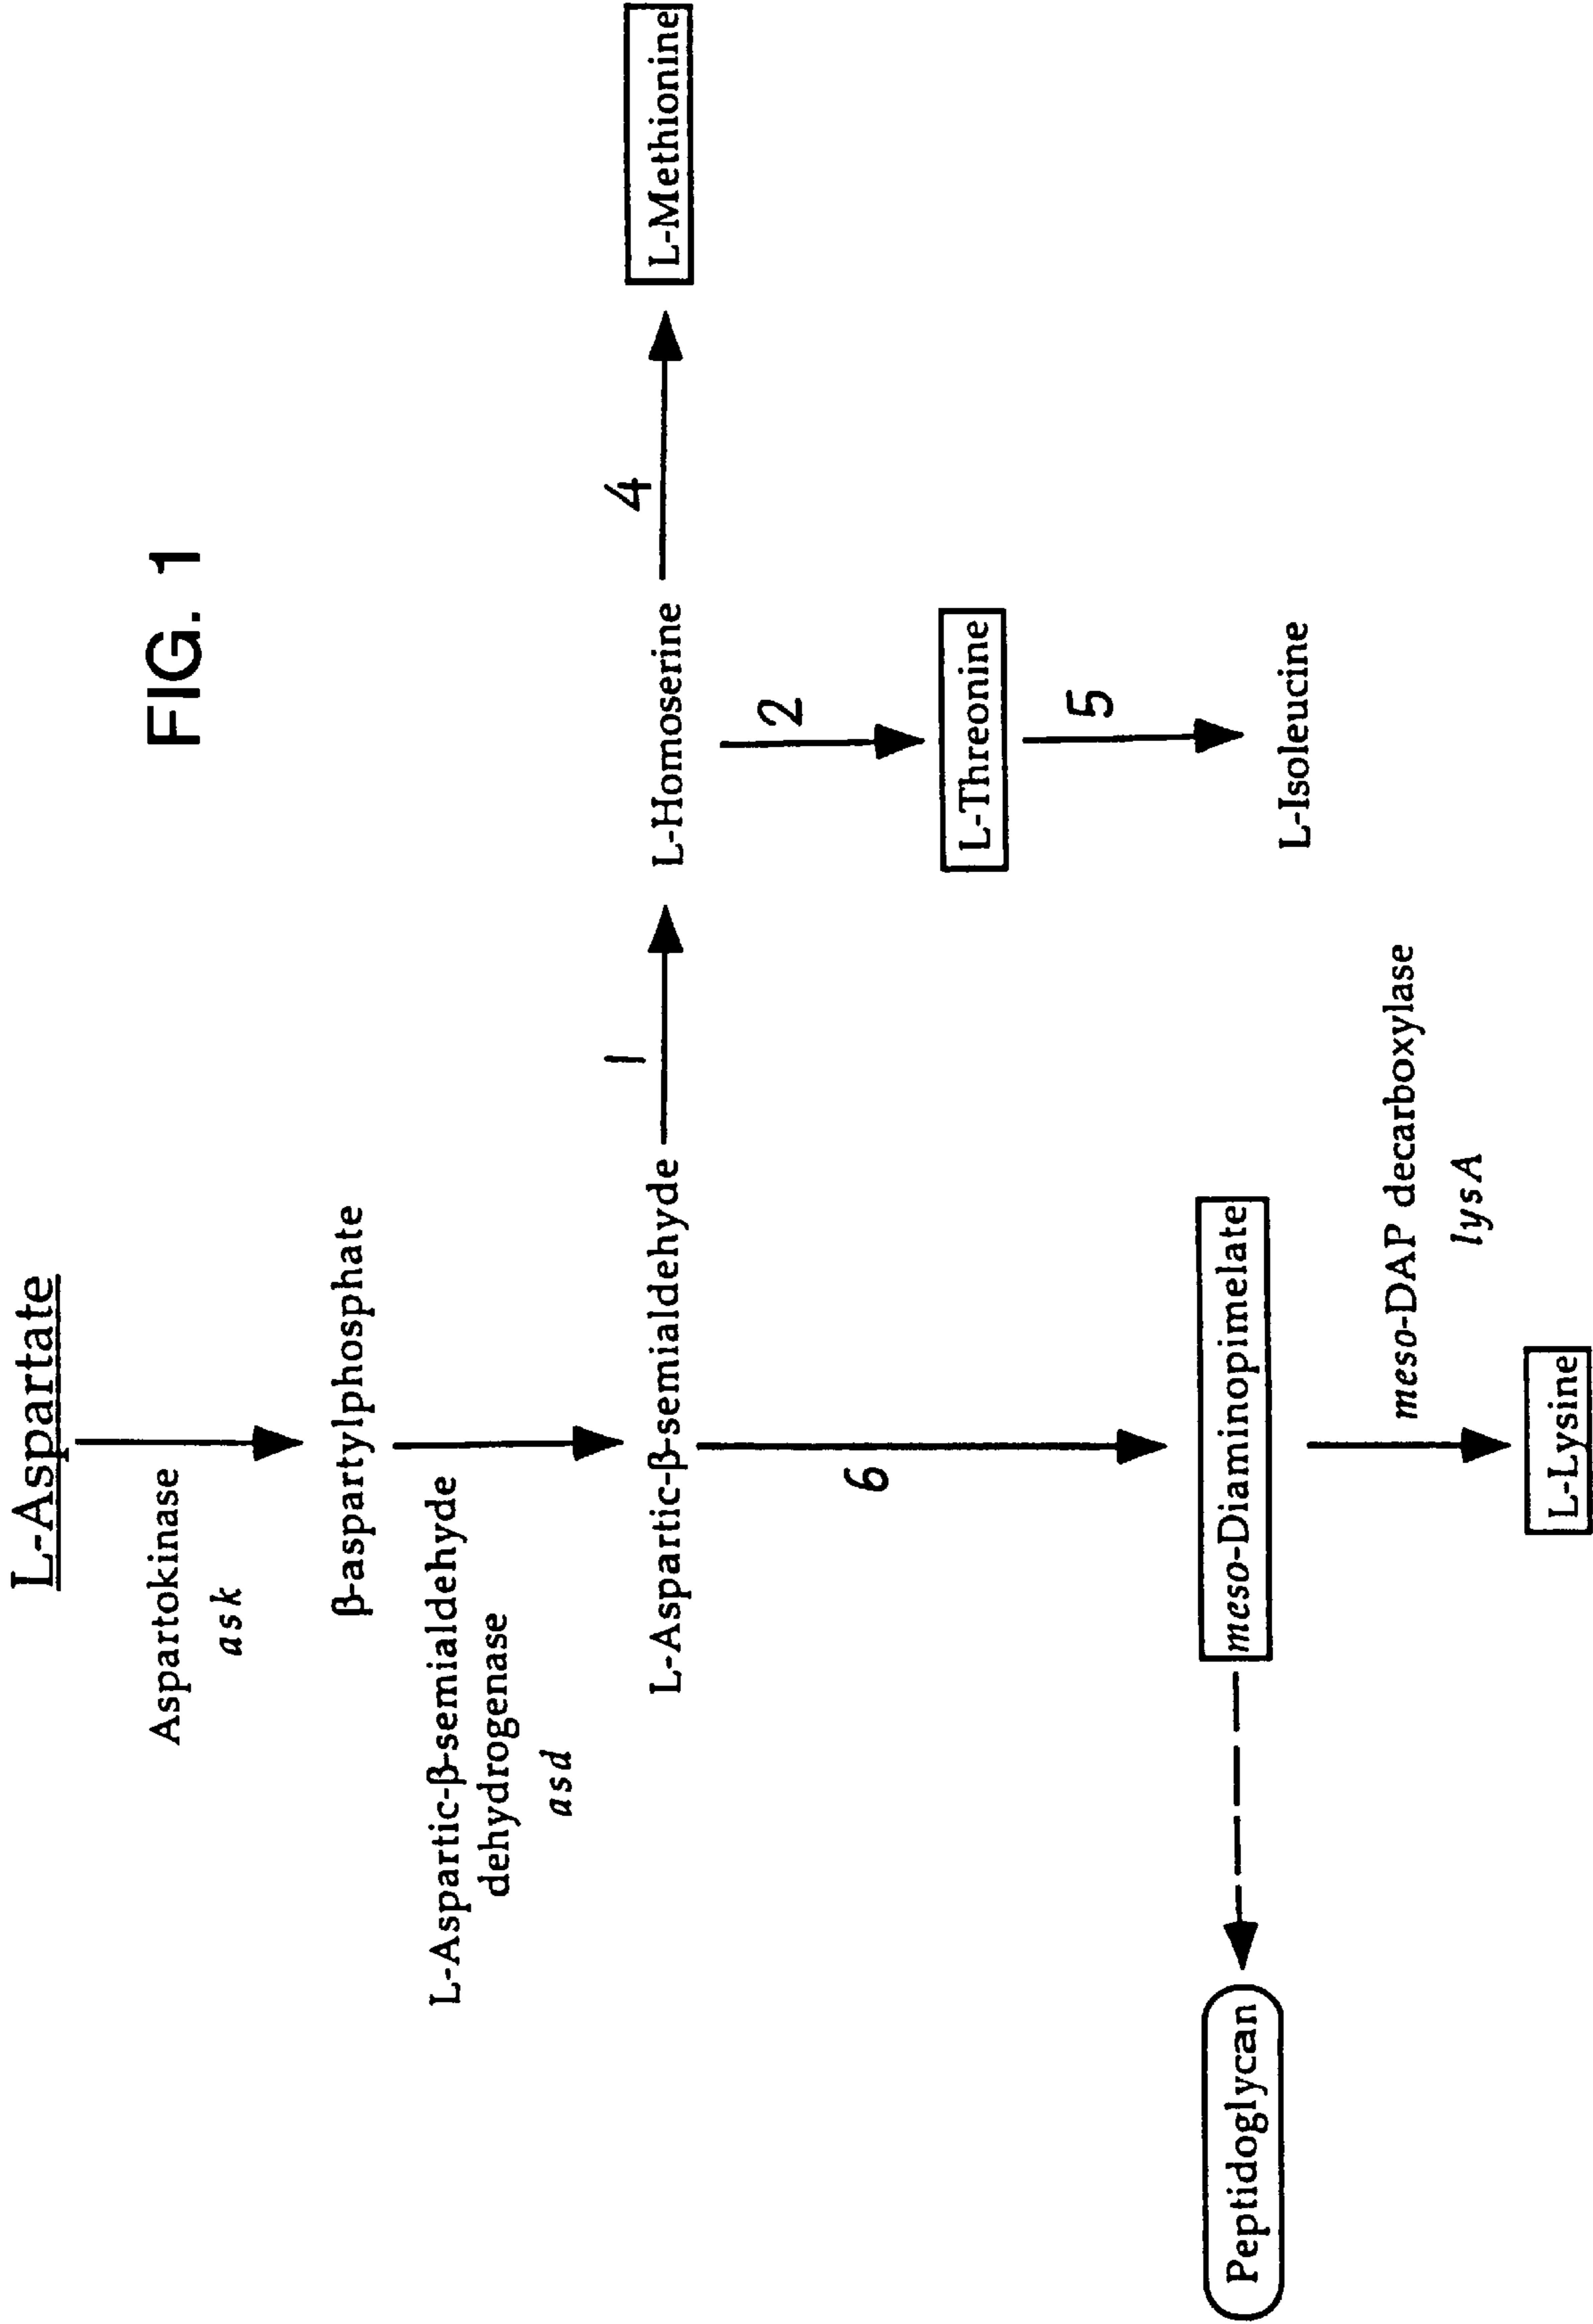 FIG. 1
L-Aspartate
Aspartokinase
ask
β-aspartylphosphate
L-Aspartic-β-semialdehyde
dehydrogenase
asd
L-Aspartic-β-semialdehyde
1
L-Homoserine
4
L-Methionine
2
L-Threonine
5
L-Isoleucine
6
Peptidoglycan
meso-Diaminopimelate
meso-DAP decarboxylase
lysA
L-Lysine